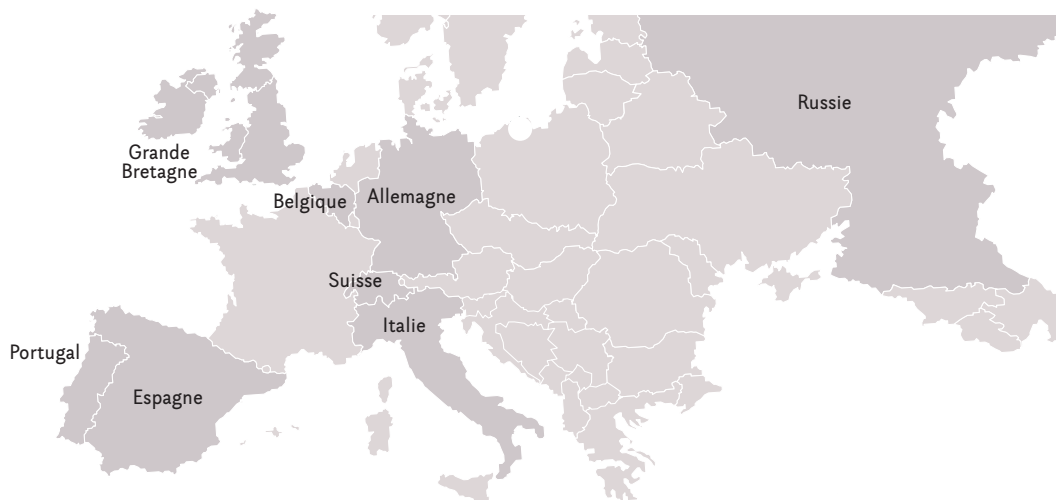 Russie
Grande
Bretagne
Belgique
Allemagne
Suisse
Italie
Portugal
Espagne